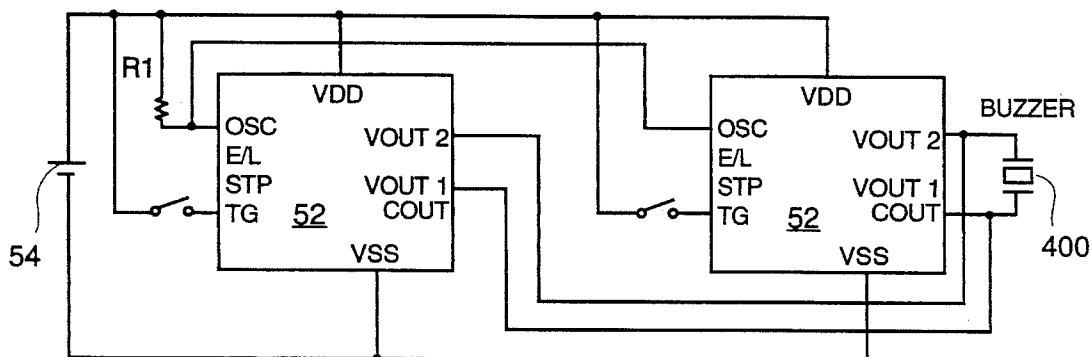 R1
VDD
OSC
E/L
STP
TG
52
VOUT 2
VOUT 1
COUT
VSS
54
VDD
OSC
E/L
STP
TG
52
VOUT 2
VOUT 1
COUT
VSS
BUZZER
400